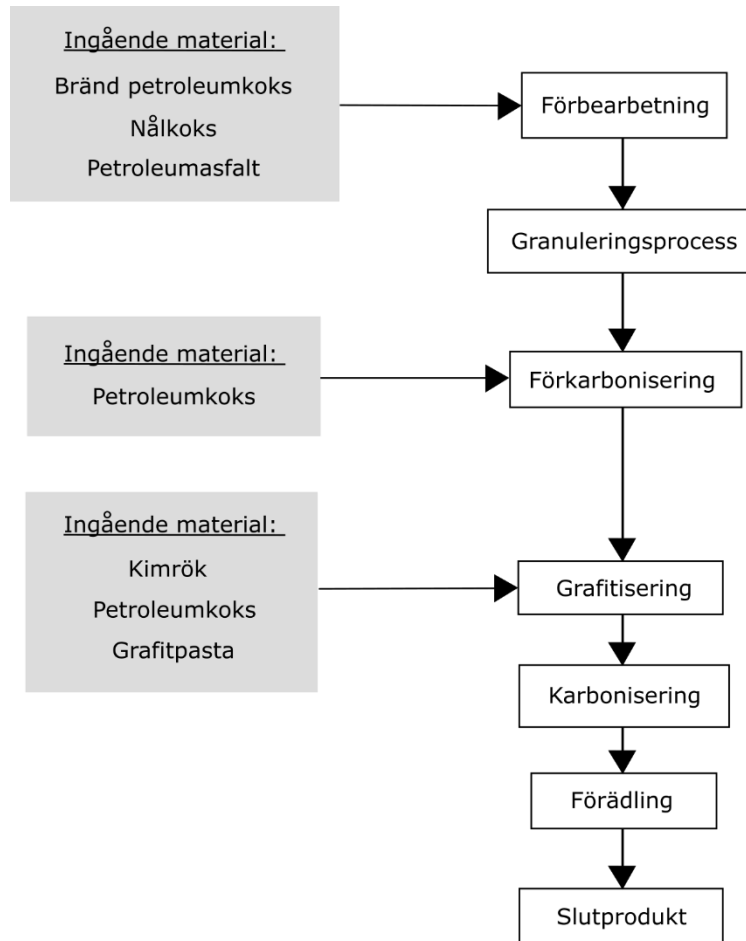 Ingående material:
Bränd petroleumkoks
Nålkoks
Petroleumasfalt
Förbearbetning
Granuleringsprocess
Ingående material:
Petroleumkoks
Förkarbonisering
Ingående material:
Kimrök
Petroleumkoks
Grafitpasta
Grafitisering
Karbonisering
Förädling
Slutprodukt